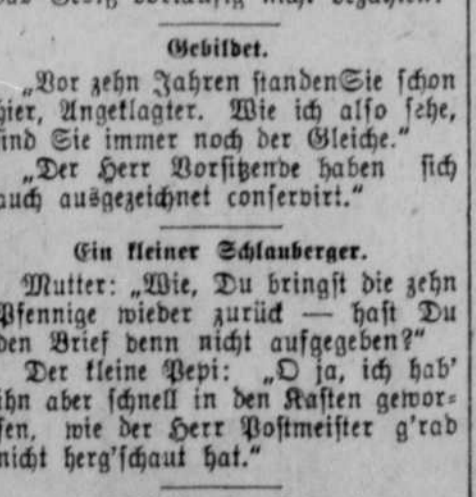 Gebildet.
„Vor zehn Jahren standen Sie schon
hier, Angeklagter. Wie ich also sehe,
sind Sie immer noch der Gleiche.“
„Der Herr Vorsitzende haben sich
auch ausgezeichnet conservirt.“
Ein kleiner Schlauberger.
Mutter: „Wie, Du bringst die zehn
Pfennige wieder zurück — hast Du
den Brief denn nicht aufgegeben?“
Der kleine Pepi: „O ja, ich hab'
ihn aber schnell in den Kasten gewor-
fen, wie der Herr Postmeister g'rad
nicht herg'schaut hat.“